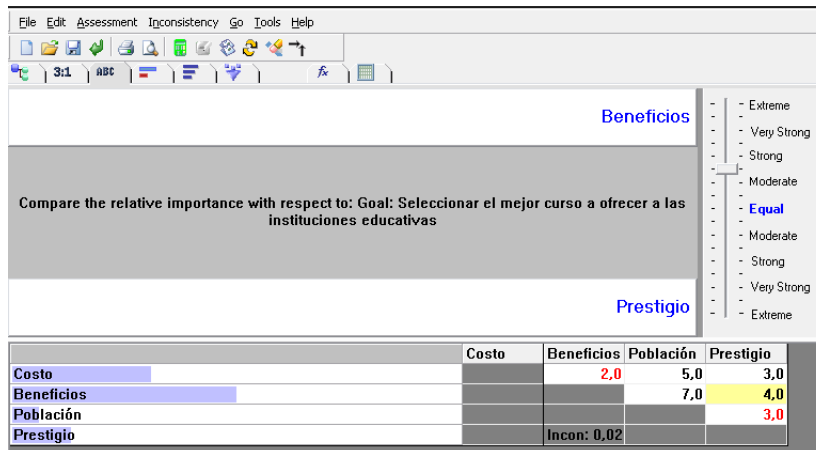 File Edit Assessment Inconsistency Go Tools Help
3:1 ABC fx
Beneficios
Compare the relative importance with respect to: Goal: Seleccionar el mejor curso a ofrecer a las
instituciones educativas
Prestigio
Extreme
Very Strong
Strong
Moderate
Equal
Moderate
Strong
Very Strong
Extreme
Costo Beneficios Población Prestigio
Costo 2,0 5,0 3,0
Beneficios 7,0 4,0
Población 3,0
Prestigio Incon: 0,02